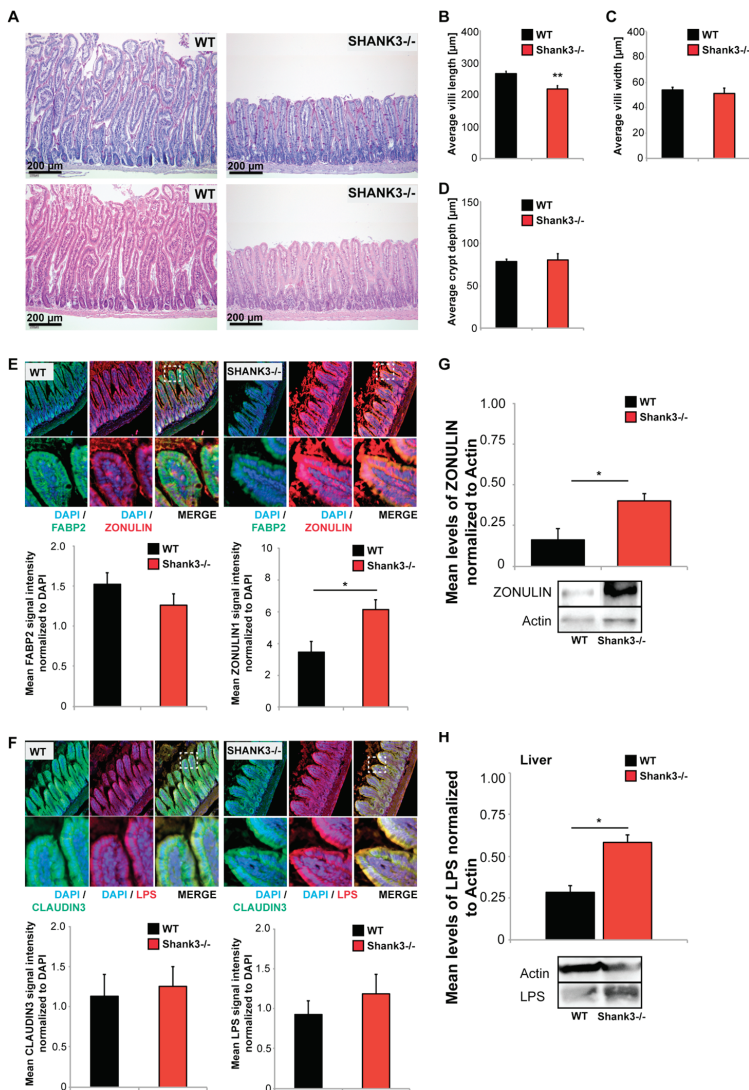 A
WT
SHANK3-/-
200 µm
200 µm
WT
SHANK3-/-
200 µm
200 µm
B
WT
Shank3-/-
Average villi length [µm]
400
300
200
100
0
**
C
WT
Shank3-/-
Average villi width [µm]
60
40
20
0
D
WT
Shank3-/-
Average crypt depth [µm]
150
100
50
0
E
WT
SHANK3-/-
DAPI / DAPI / MERGE DAPI / DAPI / MERGE
FABP2 ZONULIN FABP2 ZONULIN
WT
Shank3-/-
Mean FABP2 signal intensity
normalized to DAPI
2.0
1.5
1.0
1.5
0
WT
Shank3-/-
Mean ZONULIN1 signal intensity
normalized to DAPI
10
8
6
4
2
0
*
F
WT
SHANK3-/-
DAPI / DAPI / LPS MERGE DAPI / DAPI / LPS MERGE
CLAUDIN3 CLAUDIN3
WT
Shank3-/-
Mean CLAUDIN3 signal intensity
normalized to DAPI
2.0
1.5
1.0
0.5
0
WT
Shank3-/-
Mean LPS signal intensity
normalized to DAPI
2.0
1.5
1.0
0.5
0
G
WT
Shank3-/-
Mean levels of ZONULIN
normalized to Actin
1.00
0.75
0.50
0.25
0
*
ZONULIN
Actin
WT Shank3-/-
H
Liver
WT
Shank3-/-
Mean levels of LPS normalized
to Actin
1.00
0.75
0.50
0.25
0
*
Actin
LPS
WT Shank3-/-